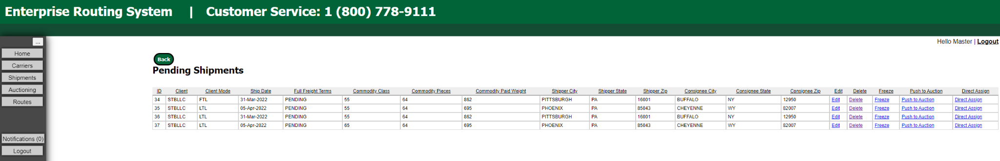 Enterprise Routing System | Customer Service: 1 (800) 778-9111
Hello Master | Logout
...
Home
Carriers
Shipments
Auctioning
Routes
Notifications (0)
Logout
Back
Pending Shipments
ID Client Client Mode Ship Date Full Freight Terms Commodity Class Commodity Pieces Commodity Paid Weight Shipper City Shipper State Shipper Zip Consignee City Consignee State Consignee Zip Edit Delete Freeze Push to Auction Direct Assign
34 STBLLC FTL 31-Mar-2022 PENDING 55 64 862 PITTSBURGH PA 16001 BUFFALO NY 12950 Edit Delete Freeze Push to Auction Direct Assign
35 STBLLC LTL 05-Apr-2022 PENDING 55 64 695 PHOENIX PA 85043 CHEYENNE WY 82007 Edit Delete Freeze Push to Auction Direct Assign
36 STBLLC LTL 31-Mar-2022 PENDING 55 64 862 PITTSBURGH PA 16001 BUFFALO NY 12950 Edit Delete Freeze Push to Auction Direct Assign
37 STBLLC LTL 05-Apr-2022 PENDING 65 64 695 PHOENIX PA 85043 CHEYENNE WY 82007 Edit Delete Freeze Push to Auction Direct Assign